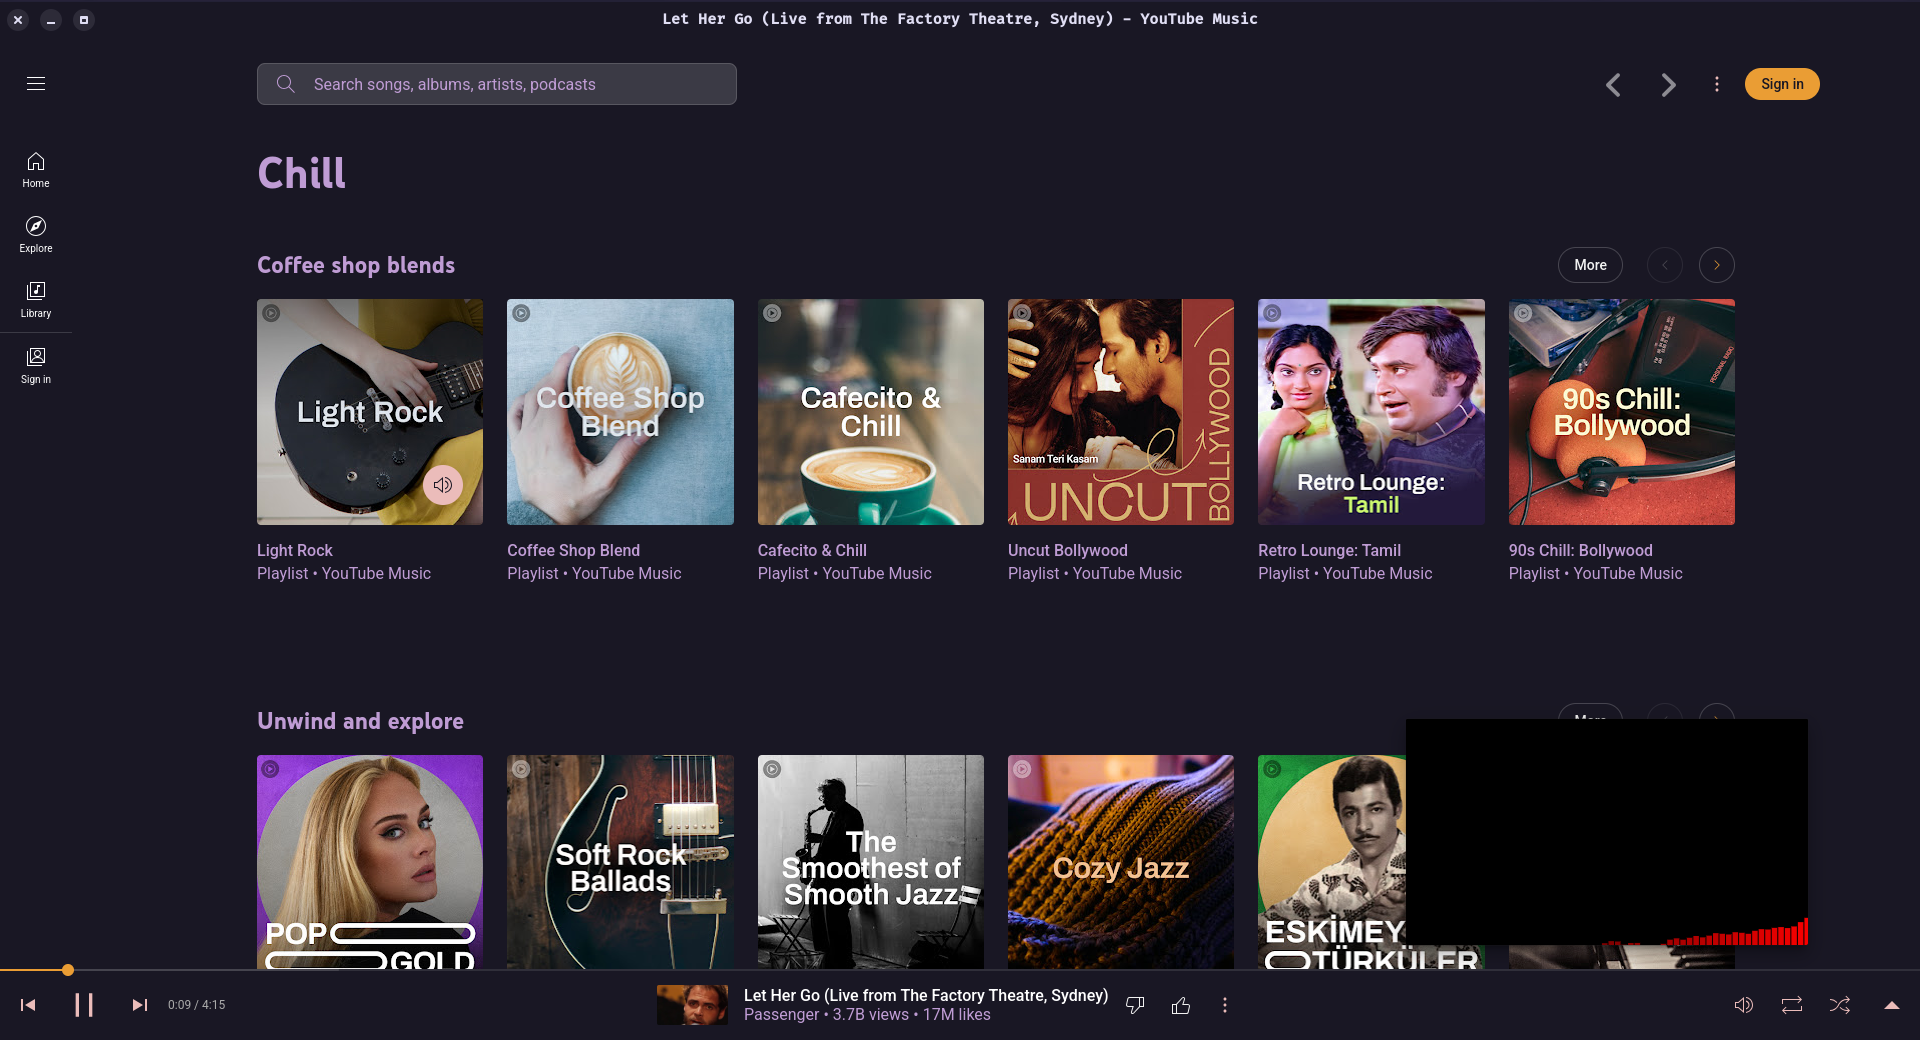 Let Her Go (Live from The Factory Theatre, Sydney) - YouTube Music
Search songs, albums, artists, podcasts
Sign in
Home
Explore
Library
Sign in
Chill
Coffee shop blends
More
Light Rock
Coffee Shop
Blend
Cafecito &
Chill
Sanam Teri Kasam
UNCUT
BOLLYWOOD
Retro Lounge:
Tamil
PERSONAL RADIO
90s Chill:
Bollywood
Light Rock
Playlist • YouTube Music
Coffee Shop Blend
Playlist • YouTube Music
Cafecito & Chill
Playlist • YouTube Music
Uncut Bollywood
Playlist • YouTube Music
Retro Lounge: Tamil
Playlist • YouTube Music
90s Chill: Bollywood
Playlist • YouTube Music
Unwind and explore
More
POP
GOLD
Soft Rock
Ballads
The
Smoothest of
Smooth Jazz
Cozy Jazz
ESKİMEY
TÜRKÜLER
0:09 / 4:15
Let Her Go (Live from The Factory Theatre, Sydney)
Passenger • 3.7B views • 17M likes